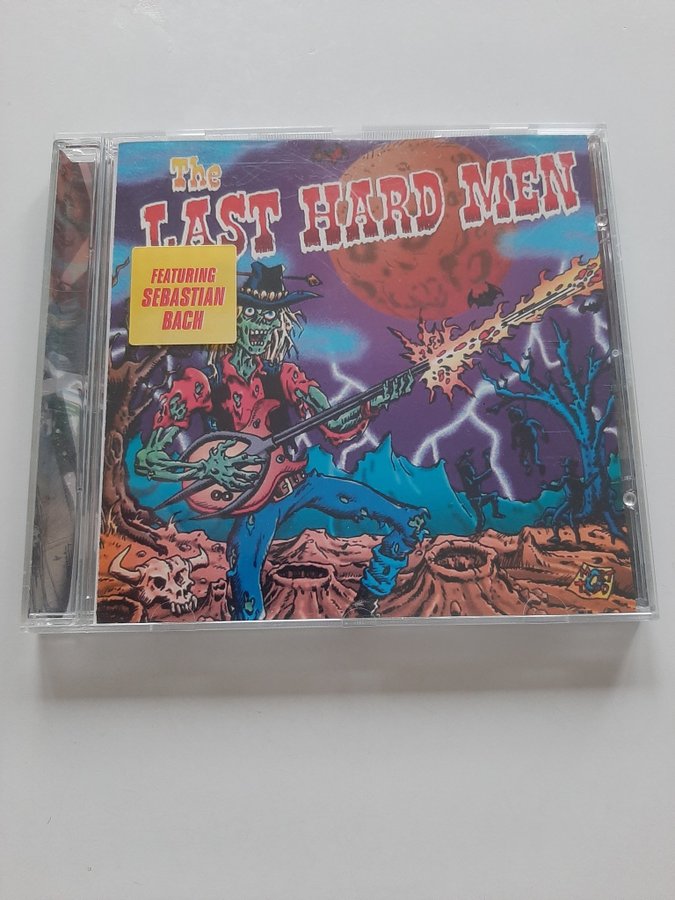 The
LAST HARD MEN
FEATURING
SEBASTIAN
BACH